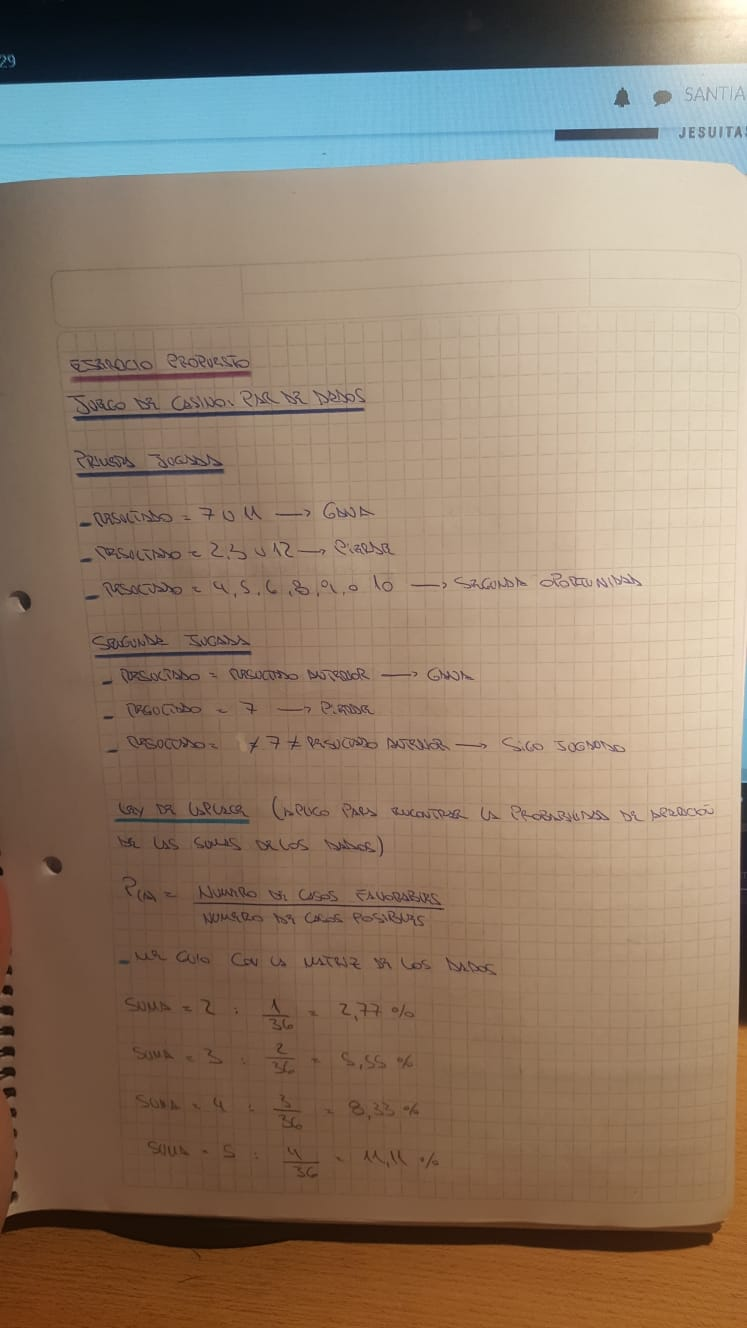 29
SANTIA
JESUITAS
EJERCICIO PROPUESTO
JUEGO DE CASINO: PAR DE DADOS
PRIMERA JUGADA
- RESULTADO = 7 U 11 → GANA
- RESULTADO = 2, 3 U 12 → PIERDE
- RESULTADO = 4, 5, 6, 8, 9, o 10 → SEGUNDA OPORTUNIDAD
SEGUNDA JUGADA
- RESULTADO = RESULTADO ANTERIOR → GANA
- RESULTADO = 7 → PIERDE
- RESULTADO = ≠ 7 ≠ RESULTADO ANTERIOR → SIGO JUGANDO
LEY DE LAPLACE (APLICO PARA ENCONTRAR LA PROBABILIDAD DE APARICIÓN
DE LAS SUMAS DE LOS DADOS)
P(A) = NUMERO DE CASOS FAVORABLES
NUMERO DE CASOS POSIBLES
- ME GUIO CON LA MATRIZ DE LOS DADOS
SUMA = 2 : 1/36 = 2,77 %
SUMA = 3 : 2/36 = 5,55 %
SUMA = 4 : 3/36 = 8,33 %
SUMA = 5 : 4/36 = 11,11 %